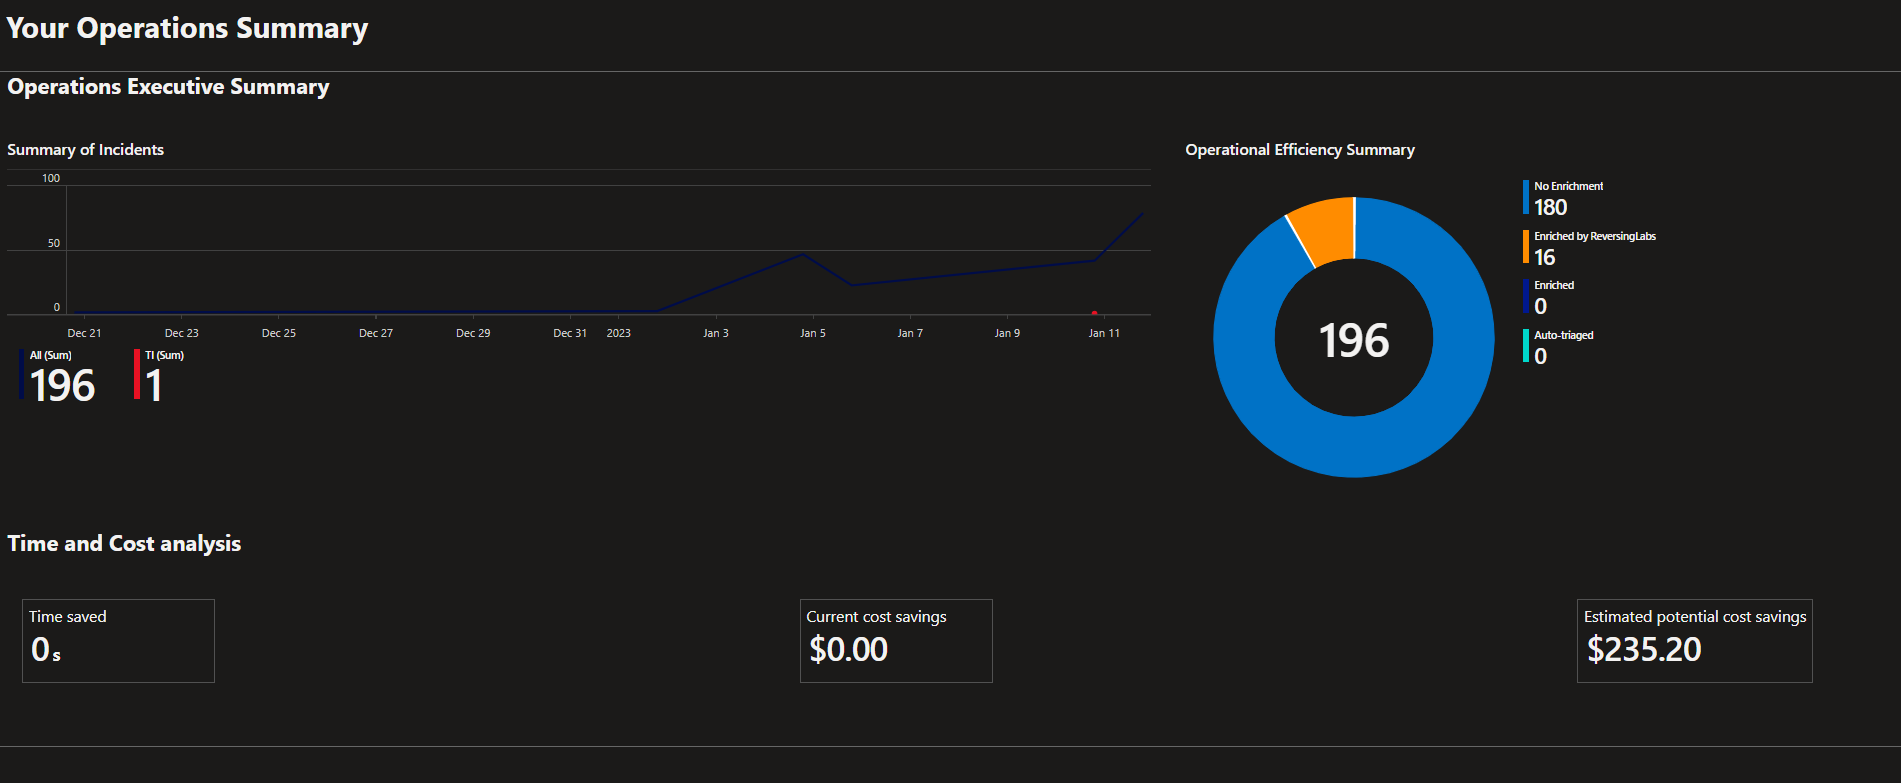 Your Operations Summary
Operations Executive Summary
Summary of Incidents
100
50
0
Dec 21 Dec 23 Dec 25 Dec 27 Dec 29 Dec 31 2023 Jan 3 Jan 5 Jan 7 Jan 9 Jan 11
All (Sum)
196
TI (Sum)
1
Operational Efficiency Summary
196
No Enrichment
180
Enriched by ReversingLabs
16
Enriched
0
Auto-triaged
0
Time and Cost analysis
Time saved
0 s
Current cost savings
$0.00
Estimated potential cost savings
$235.20